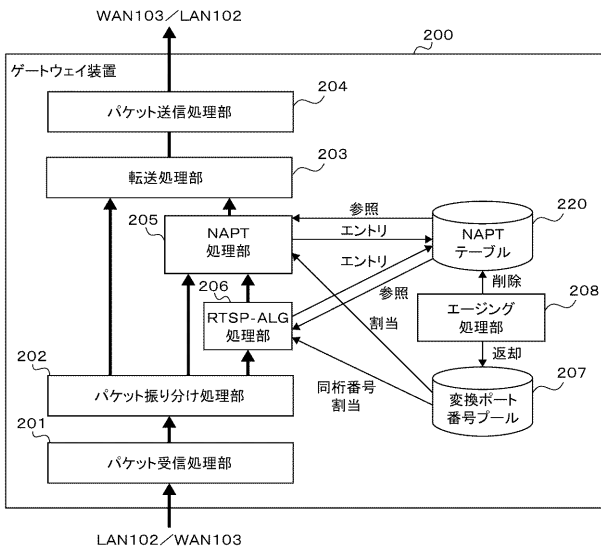 WAN103/LAN102
200
ゲートウェイ装置
204
パケット送信処理部
203
転送処理部
205
NAPT
処理部
参照
エントリ
エントリ
参照
220
NAPT
テーブル
206
RTSP-ALG
処理部
割当
削除
208
エージング
処理部
返却
202
パケット振り分け処理部
同桁番号
割当
207
変換ポート
番号プール
201
パケット受信処理部
LAN102/WAN103